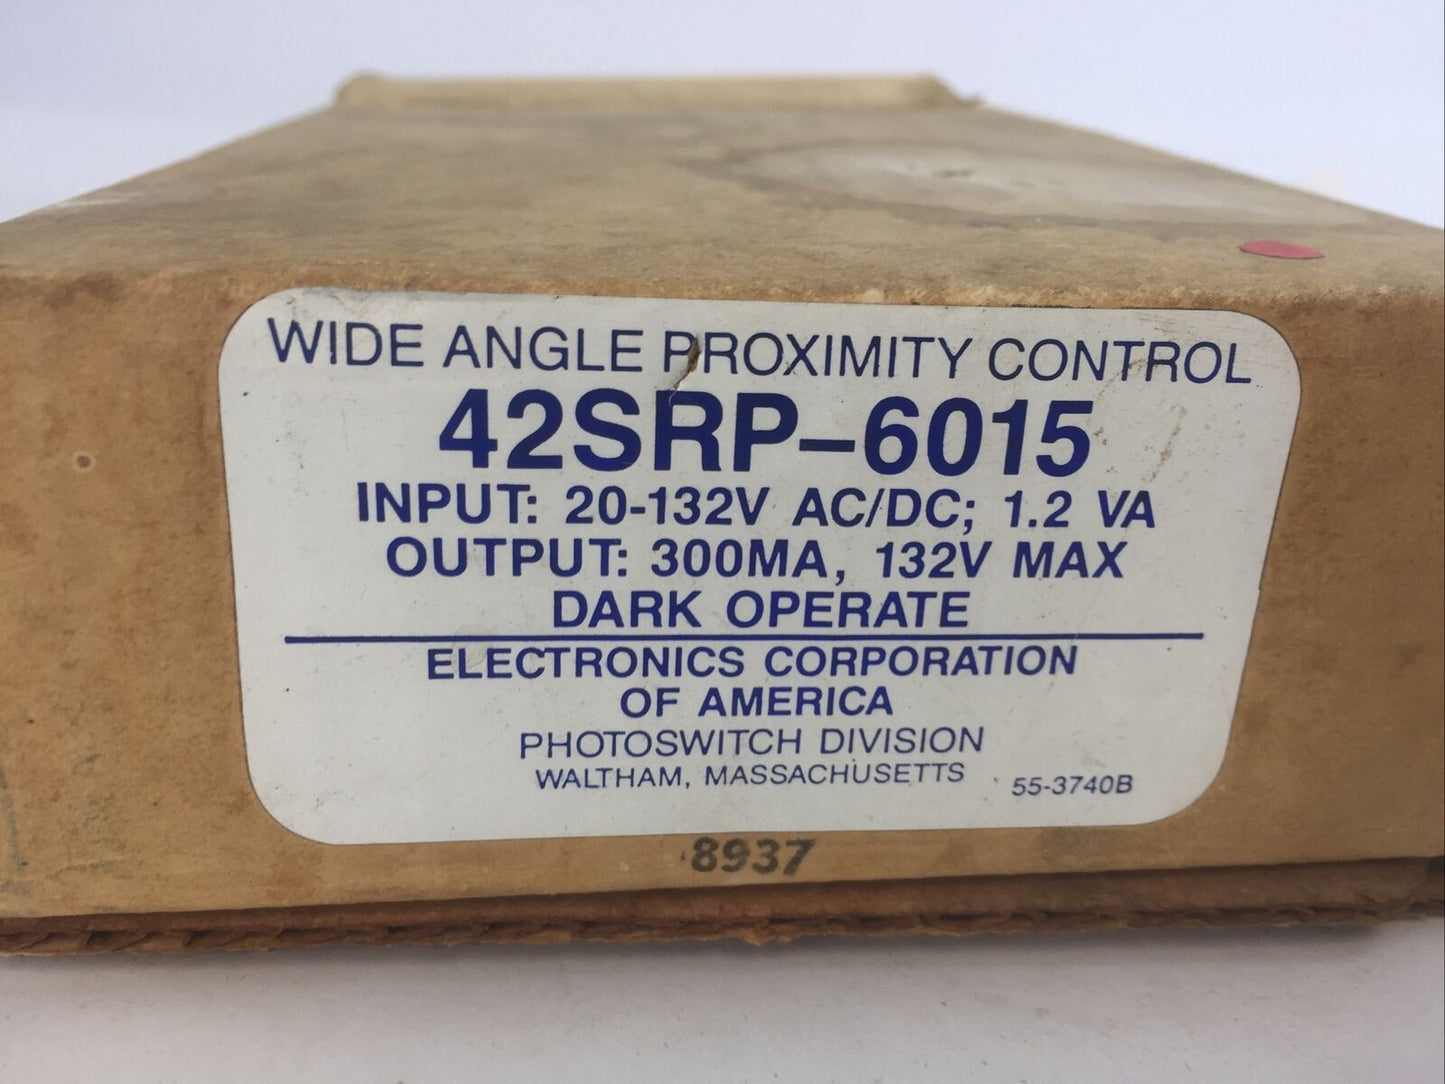 WIDE ANGLE PROXIMITY CONTROL
42SRP-6015
INPUT: 20-132V AC/DC; 1.2 VA
OUTPUT: 300MA, 132V MAX
DARK OPERATE
ELECTRONICS CORPORATION
OF AMERICA
PHOTOSWITCH DIVISION
WALTHAM, MASSACHUSETTS
55-3740B
8937